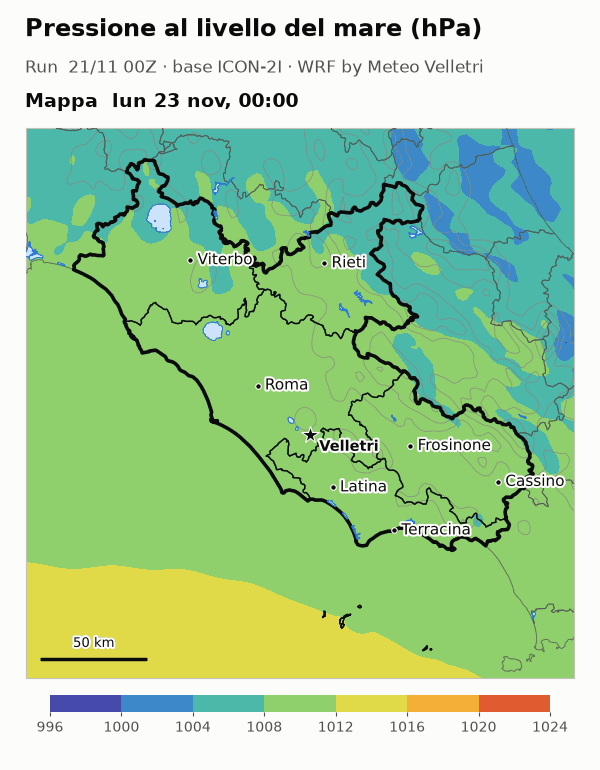 Pressione al livello del mare (hPa)
Run  21/11 00Z · base ICON-2I · WRF by Meteo Velletri
Mappa  lun 23 nov, 00:00
Viterbo
Rieti
Roma
Velletri
Frosinone
Latina
Cassino
Terracina
50 km
996 1000 1004 1008 1012 1016 1020 1024